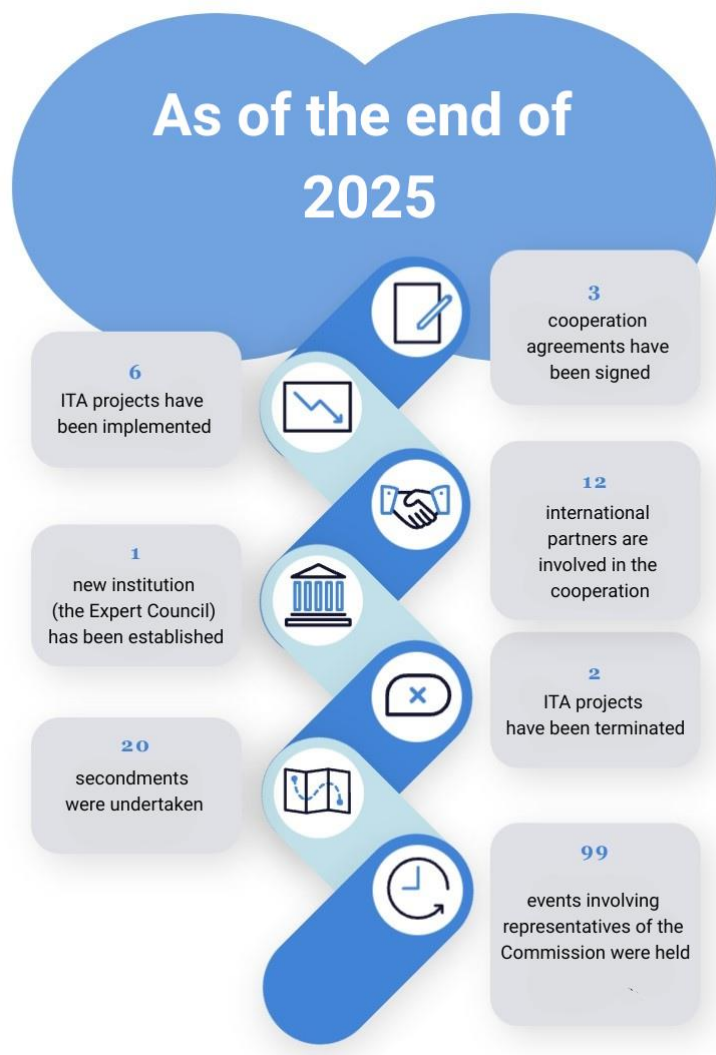 As of the end of
2025
3
cooperation
agreements have
been signed
6
ITA projects have
been implemented
12
international
partners are
involved in the
cooperation
1
new institution
(the Expert Council)
has been established
2
ITA projects
have been terminated
20
secondments
were undertaken
99
events involving
representatives of the
Commission were held